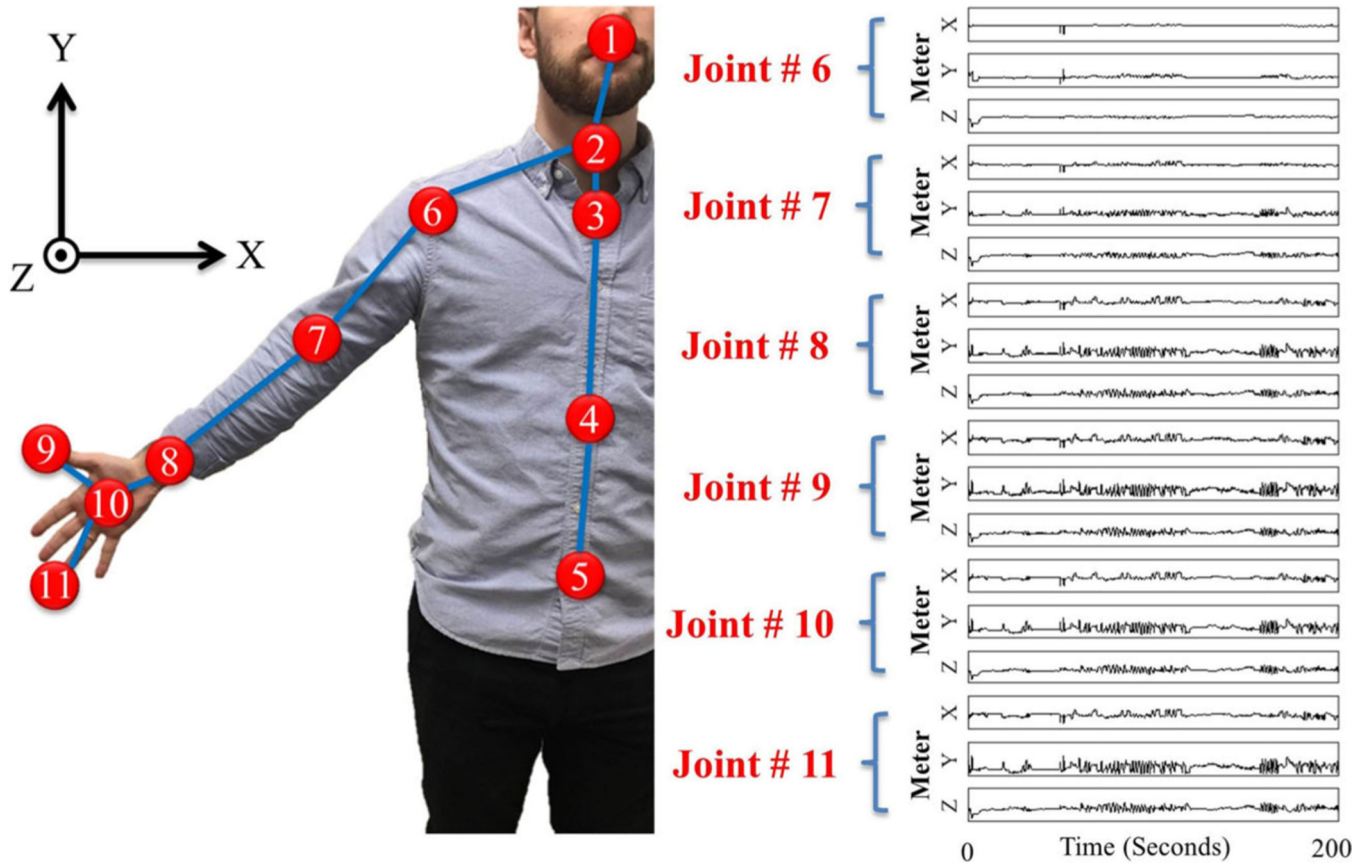 Y
X
Z
1
2
3
4
5
6
7
8
9
10
11
Joint # 6
Meter
X
Y
Z
Joint # 7
Meter
X
Y
Z
Joint # 8
Meter
X
Y
Z
Joint # 9
Meter
X
Y
Z
Joint # 10
Meter
X
Y
Z
Joint # 11
Meter
X
Y
Z
0 Time (Seconds) 200